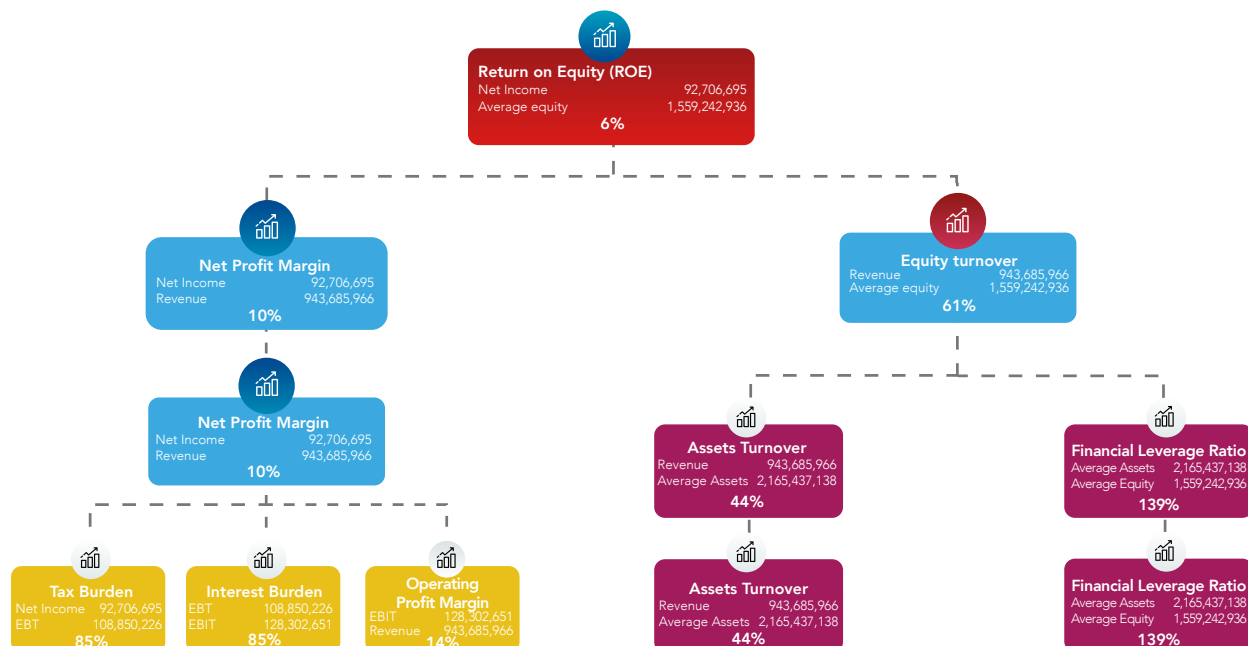 Return on Equity (ROE)
Net Income 92,706,695
Average equity 1,559,242,936
6%
Net Profit Margin
Net Income 92,706,695
Revenue 943,685,966
10%
Equity turnover
Revenue 943,685,966
Average equity 1,559,242,936
61%
Net Profit Margin
Net Income 92,706,695
Revenue 943,685,966
10%
Assets Turnover
Revenue 943,685,966
Average Assets 2,165,437,138
44%
Financial Leverage Ratio
Average Assets 2,165,437,138
Average Equity 1,559,242,936
139%
Tax Burden
Net Income 92,706,695
EBT 108,850,226
85%
Interest Burden
EBT 108,850,226
EBIT 128,302,651
85%
Operating
Profit Margin
EBIT 128,302,651
Revenue 943,685,966
14%
Assets Turnover
Revenue 943,685,966
Average Assets 2,165,437,138
44%
Financial Leverage Ratio
Average Assets 2,165,437,138
Average Equity 1,559,242,936
139%